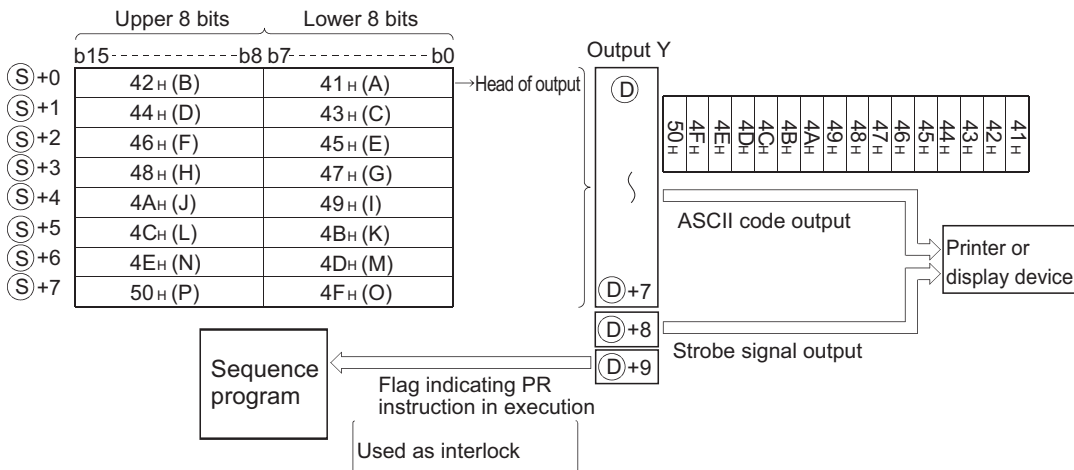 Upper 8 bits Lower 8 bits
b15 b8 b7 b0
Ⓢ+0 42H (B) 41H (A) →Head of output
Ⓢ+1 44H (D) 43H (C)
Ⓢ+2 46H (F) 45H (E)
Ⓢ+3 48H (H) 47H (G)
Ⓢ+4 4AH (J) 49H (I)
Ⓢ+5 4CH (L) 4BH (K)
Ⓢ+6 4EH (N) 4DH (M)
Ⓢ+7 50H (P) 4FH (O)
Output Y
Ⓓ
Ⓓ+7
Ⓓ+8
Ⓓ+9
50H 4FH 4EH 4DH 4CH 4BH 4AH 49H 48H 47H 46H 45H 44H 43H 42H 41H
ASCII code output
Printer or
display device
Strobe signal output
Sequence
program
Flag indicating PR
instruction in execution
Used as interlock